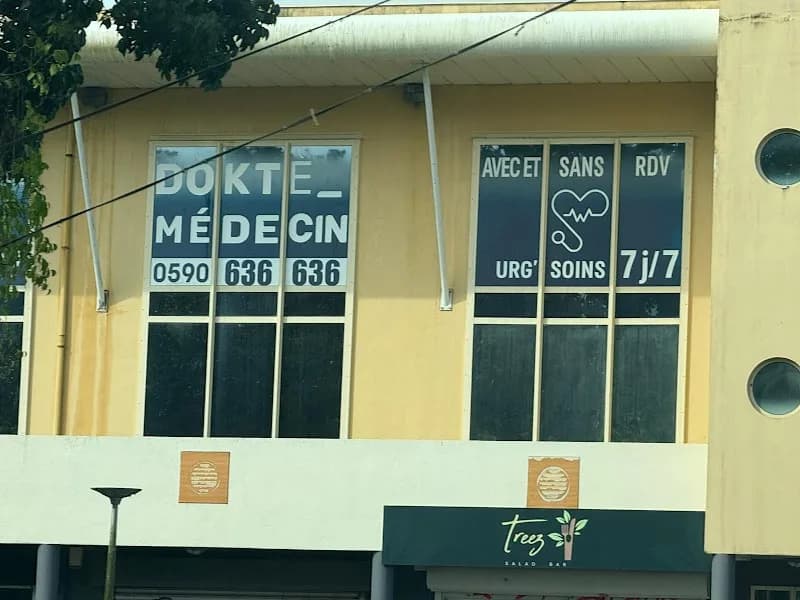 DOKTE_
MÉDECIN
0590 636 636
AVEC ET SANS RDV
URG' SOINS 7j/7
Treez
SALAD BAR